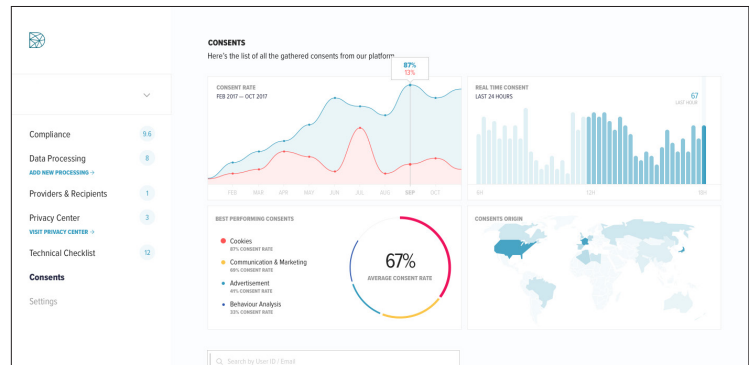 Compliance 9.6
Data Processing 8
ADD NEW PROCESSING →
Providers & Recipients 1
Privacy Center 3
VISIT PRIVACY CENTER →
Technical Checklist 12
Consents
Settings
CONSENTS
Here's the list of all the gathered consents from our platform
87%
13%
CONSENT RATE
FEB 2017 — OCT 2017
FEB MAR APR MAY JUN JUL AUG SEP OCT
REAL TIME CONSENT
LAST 24 HOURS
67
LAST HOUR
6H 12H 18H
BEST PERFORMING CONSENTS
Cookies
87% CONSENT RATE
Communication & Marketing
69% CONSENT RATE
Advertisement
41% CONSENT RATE
Behaviour Analysis
33% CONSENT RATE
67%
AVERAGE CONSENT RATE
CONSENTS ORIGIN
Search by User ID / Email